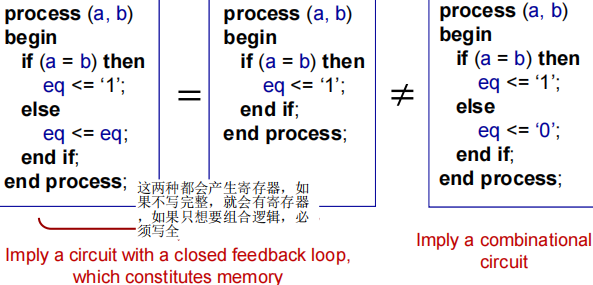 process (a, b)
begin
if (a = b) then
eq <= ‘1’;
else
eq <= eq;
end if;
end process;
=
process (a, b)
begin
if (a = b) then
eq <= ‘1’;
end if;
end process;
≠
process (a, b)
begin
if (a = b) then
eq <= ‘1’;
else
eq <= ‘0’;
end if;
end process;
这两种都会产生寄存器，如
果不写完整，就会有寄存器
，如果只想要组合逻辑，必
须写全
Imply a circuit with a closed feedback loop,
which constitutes memory
Imply a combinational
circuit